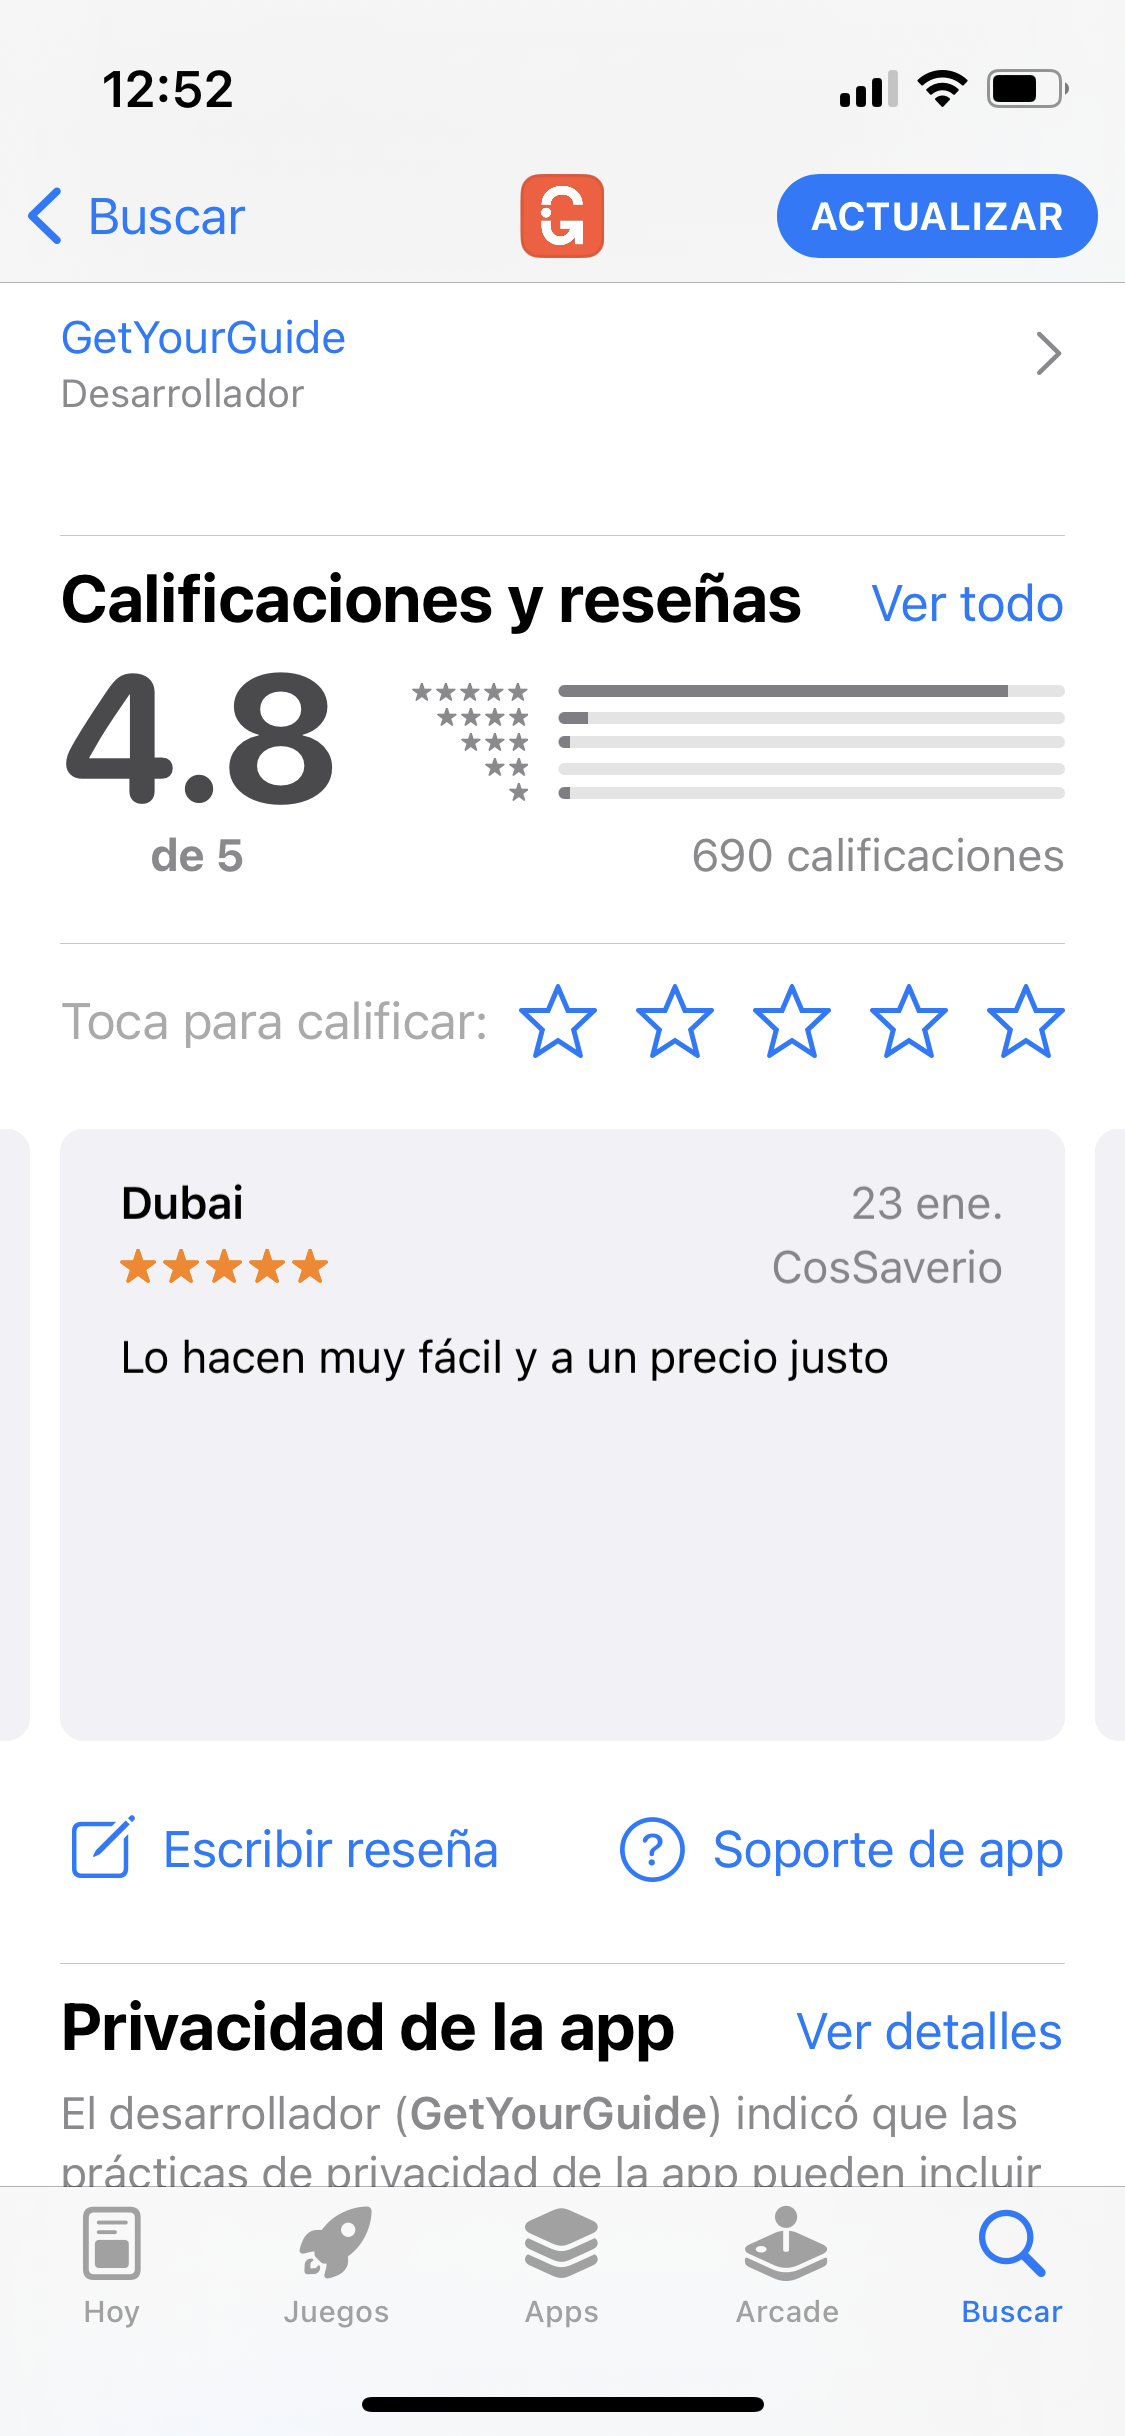 12:52
Buscar
ACTUALIZAR
GetYourGuide
Desarrollador
Calificaciones y reseñas
Ver todo
4.8
de 5
690 calificaciones
Toca para calificar:
Dubai
23 ene.
CosSaverio
Lo hacen muy fácil y a un precio justo
Escribir reseña
Soporte de app
Privacidad de la app
Ver detalles
El desarrollador (GetYourGuide) indicó que las
prácticas de privacidad de la app pueden incluir
Hoy
Juegos
Apps
Arcade
Buscar